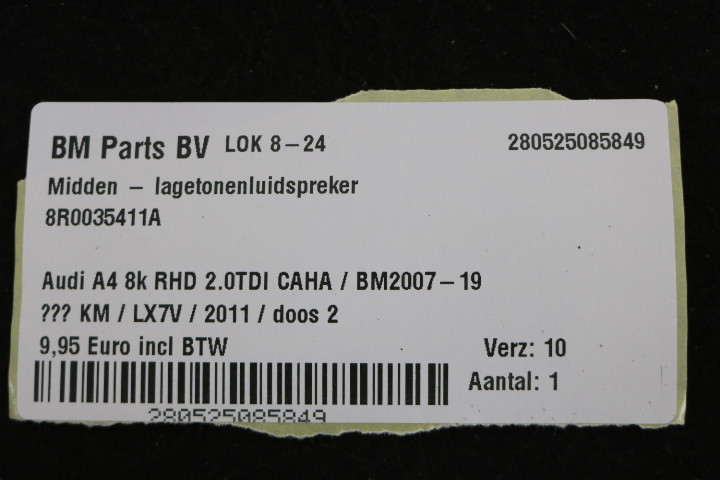 BM Parts BV LOK 8-24 280525085849
Midden - lagetonenluidspreker
8R0035411A
Audi A4 8k RHD 2.0TDI CAHA / BM2007-19
??? KM / LX7V / 2011 / doos 2
9,95 Euro incl BTW Verz: 10
Aantal: 1
280525085849